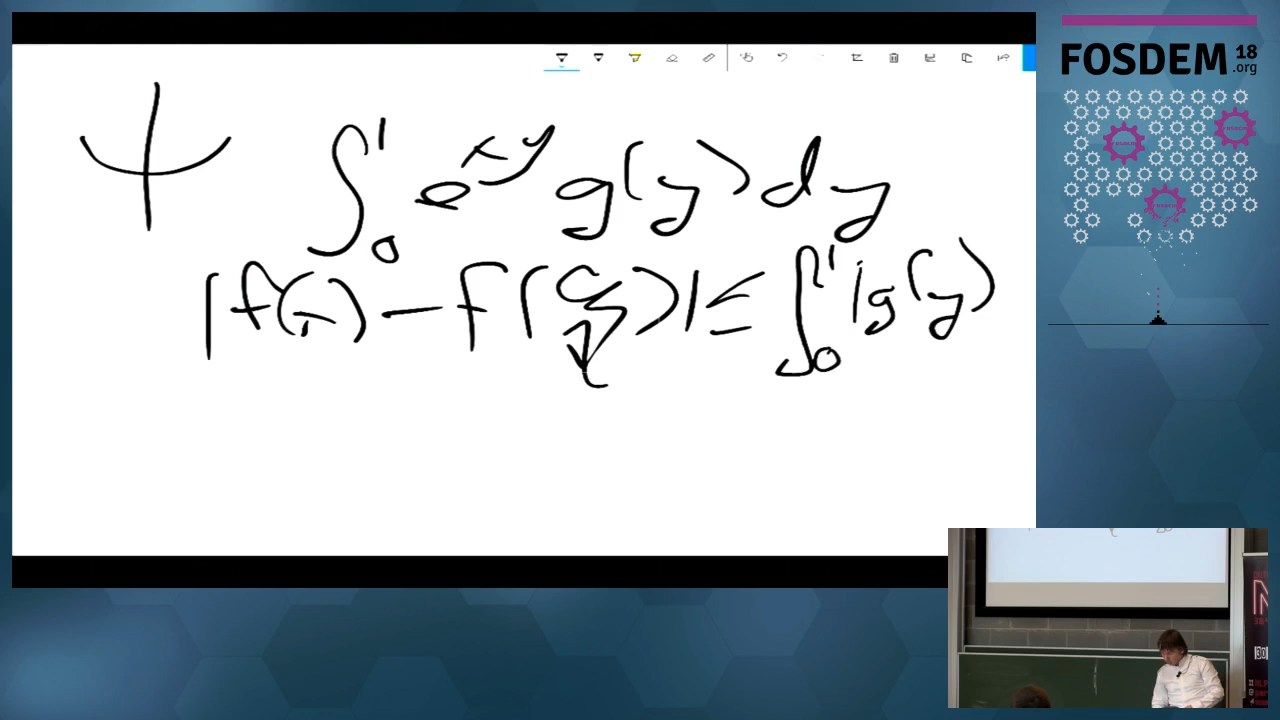 ψ ∫₀¹ e^{xy} g(y) dy
|f(x) - f( )| ≤ ∫₀¹ |g(y)
FOSDEM 18
.org